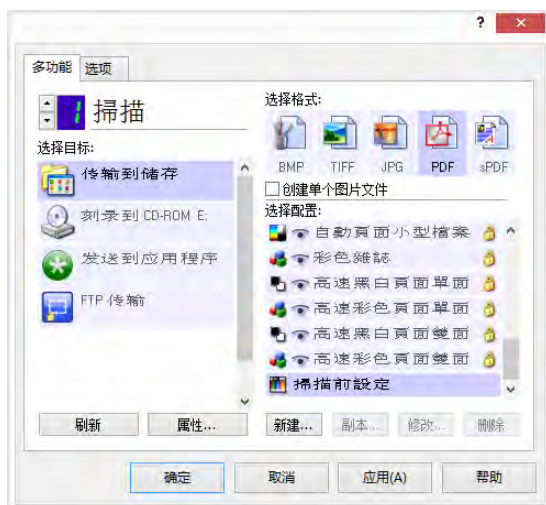 ?
多功能 选项
1 掃描
选择目标:
传输到储存
刻录到 CD-ROM E:
发送到应用程序
FTP 传输
刷新 属性...
选择格式:
BMP TIFF JPG PDF sPDF
创建单个图片文件
选择配置:
自動頁面小型檔案
彩色雜誌
高速黑白頁面單面
高速彩色頁面單面
高速黑白頁面雙面
高速彩色頁面雙面
掃描前設定
新建... 副本... 修改... 删除
确定 取消 应用(A) 帮助